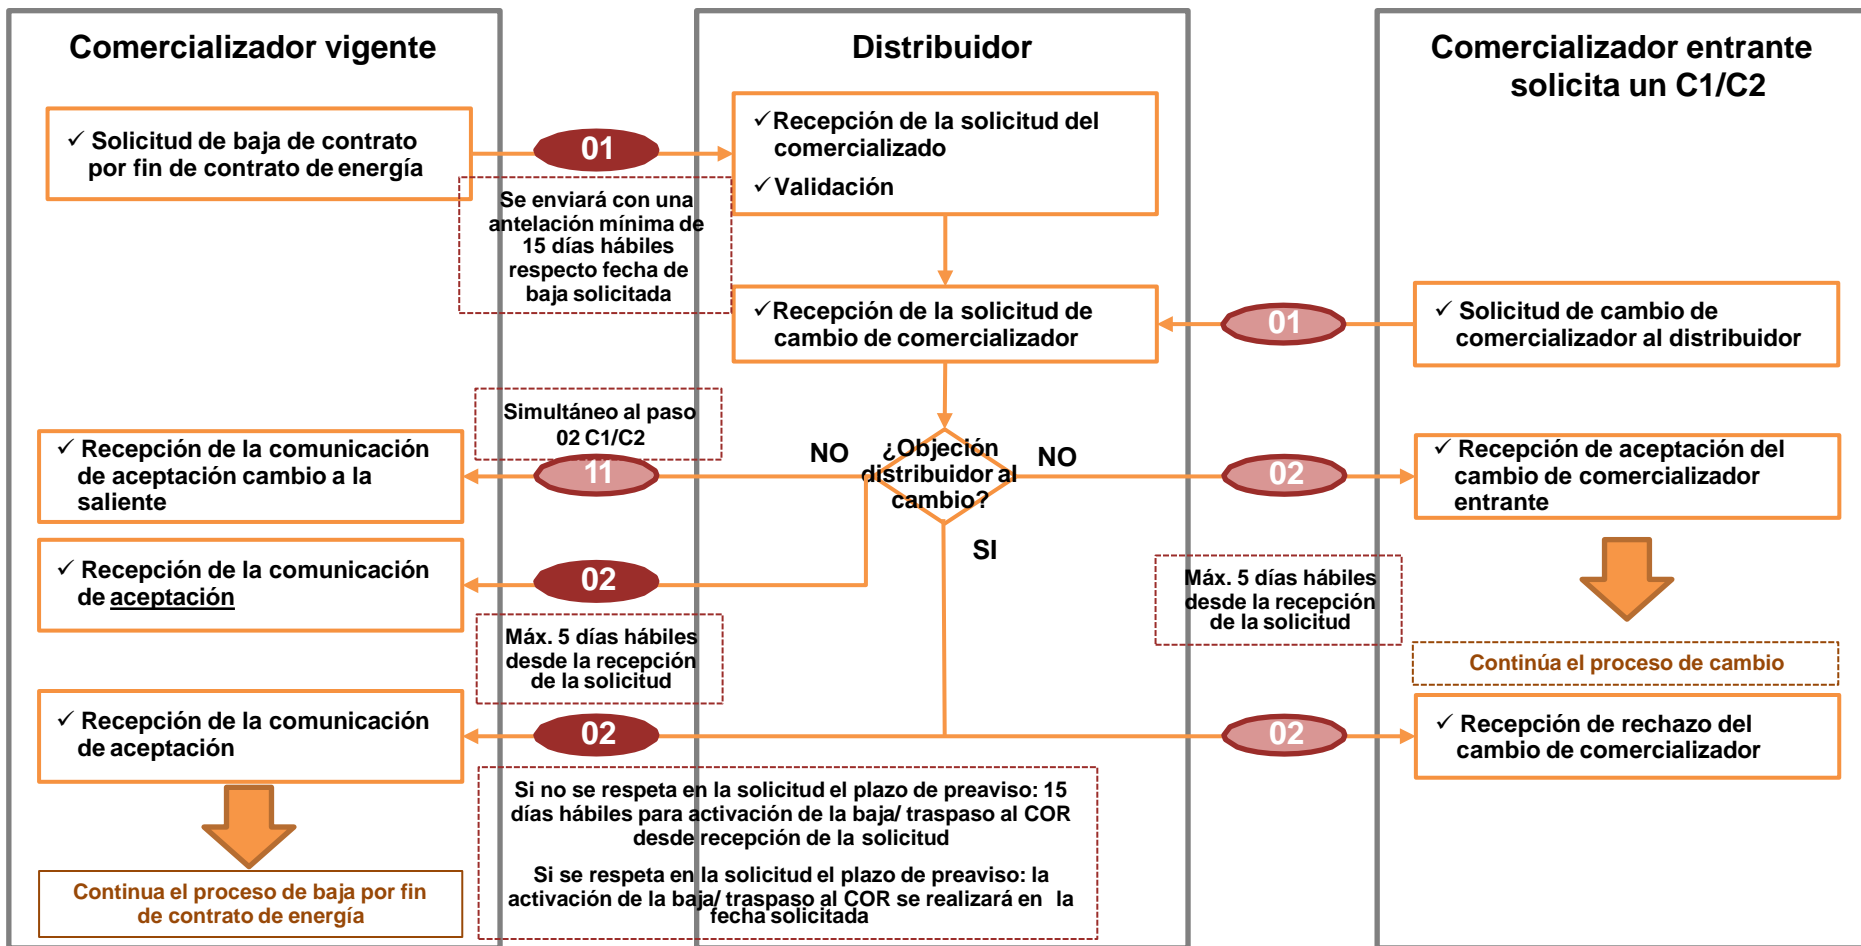 Comercializador vigente
Distribuidor
Comercializador entrante
solicita un C1/C2
✓ Solicitud de baja de contrato
por fin de contrato de energía
01
✓Recepción de la solicitud del
comercializado
✓Validación
Se enviará con una
antelación mínima de
15 días hábiles
respecto fecha de
baja solicitada
✓Recepción de la solicitud de
cambio de comercializador
01
✓ Solicitud de cambio de
comercializador al distribuidor
Simultáneo al paso
02 C1/C2
✓ Recepción de la comunicación
de aceptación cambio a la
saliente
11
NO
¿Objeción
distribuidor al
cambio?
NO
02
✓ Recepción de aceptación del
cambio de comercializador
entrante
SI
✓ Recepción de la comunicación
de aceptación
02
Máx. 5 días hábiles
desde la recepción
de la solicitud
Máx. 5 días hábiles
desde la recepción
de la solicitud
Continúa el proceso de cambio
✓ Recepción de la comunicación
de aceptación
02
02
✓ Recepción de rechazo del
cambio de comercializador
Si no se respeta en la solicitud el plazo de preaviso: 15
días hábiles para activación de la baja/ traspaso al COR
desde recepción de la solicitud
Si se respeta en la solicitud el plazo de preaviso: la
activación de la baja/ traspaso al COR se realizará en la
fecha solicitada
Continua el proceso de baja por fin
de contrato de energía